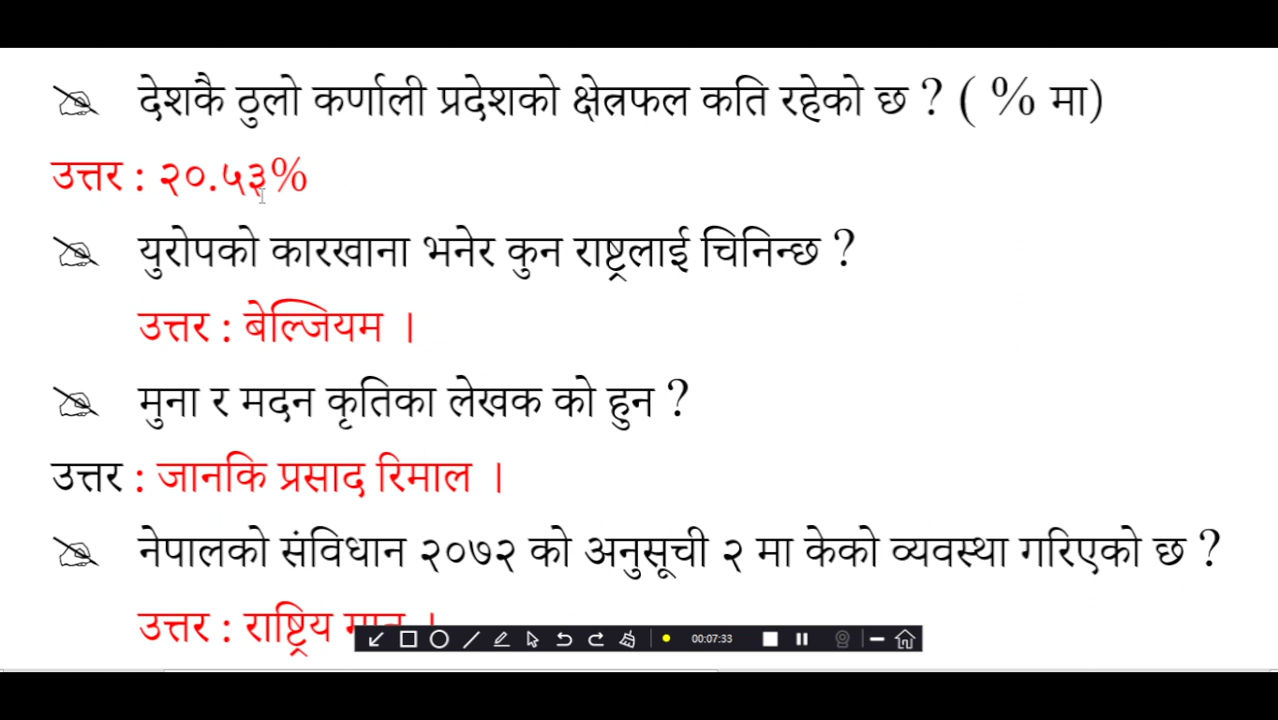 देशकै ठुलो कर्णाली प्रदेशको क्षेत्रफल कति रहेको छ ? ( % मा)
उत्तर : २०.५३%
युरोपको कारखाना भनेर कुन राष्ट्रलाई चिनिन्छ ?
उत्तर : बेल्जियम ।
मुना र मदन कृतिका लेखक को हुन ?
उत्तर : जानकि प्रसाद रिमाल ।
नेपालको संविधान २०७२ को अनुसूची २ मा केको व्यवस्था गरिएको छ ?
उत्तर : राष्ट्रिय
00:07:33